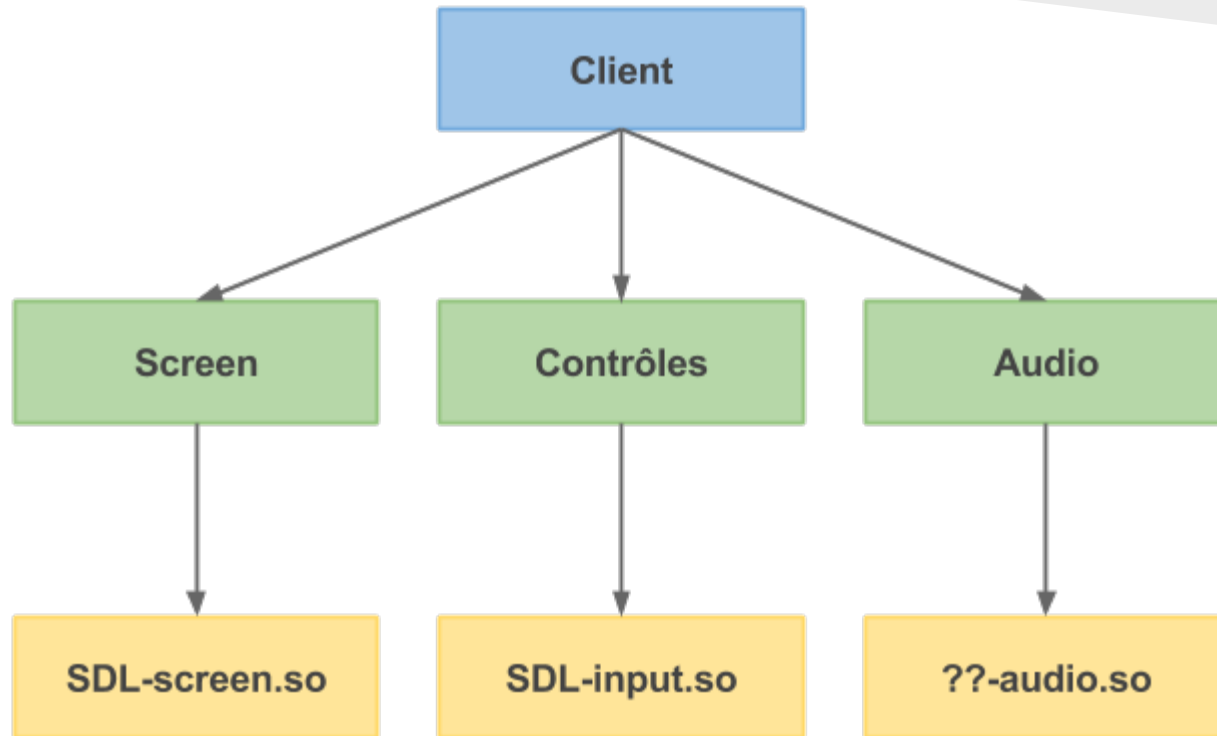 Client
Screen
Contrôles
Audio
SDL-screen.so
SDL-input.so
??-audio.so